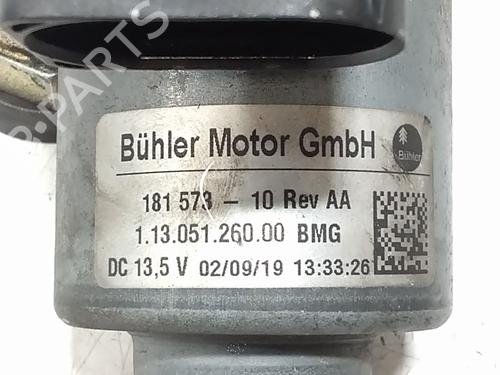 Bühler Motor GmbH
Bühler
181 573 - 10 Rev AA
1.13.051.260.00 BMG
DC 13,5 V 02/09/19 13:33:26
PARTS